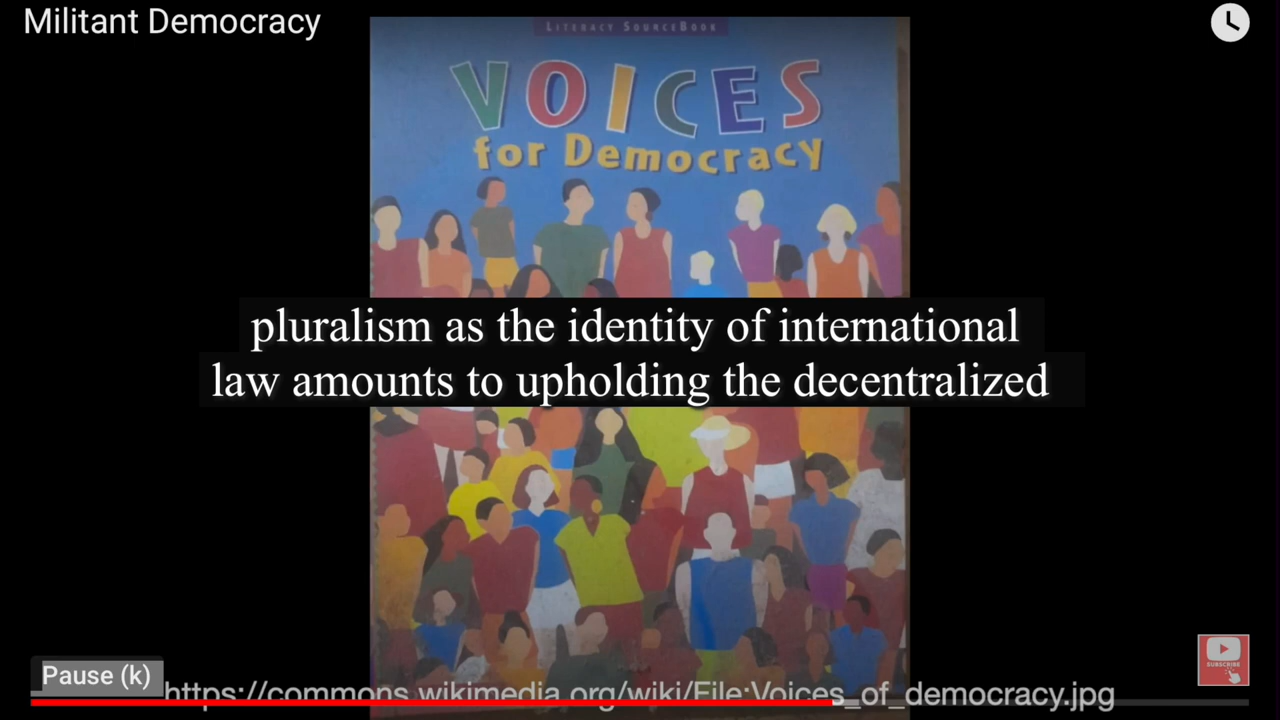 Militant Democracy
LITERACY SOURCEBOOK
VOICES
for Democracy
pluralism as the identity of international
law amounts to upholding the decentralized
SUBSCRIBE
Pause (k)
https://commons.wikimedia.org/wiki/File:Voices_of_democracy.jpg